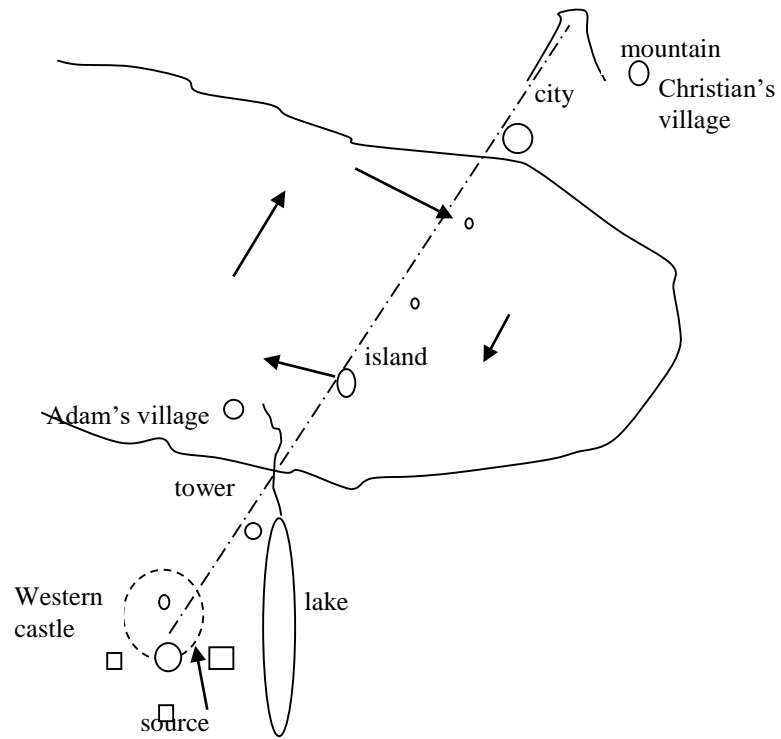 mountain
city
Christian’s
village
island
Adam’s village
tower
Western
castle
lake
source